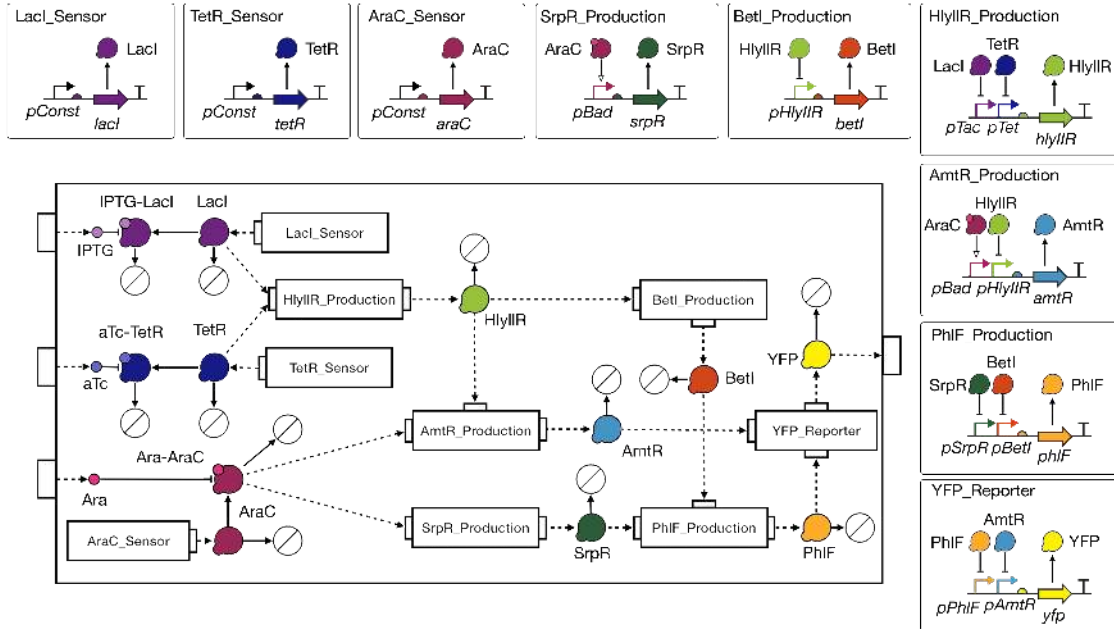 LacI_Sensor
LacI
pConst
lacI
TetR_Sensor
TetR
pConst
tetR
AraC_Sensor
AraC
pConst
araC
SrpR_Production
AraC
SrpR
pBad
srpR
BetI_Production
HlyIIR
BetI
pHlyIIR
betI
HlyIIR_Production
TetR
LacI
HlyIIR
pTac
pTet
hlyIIR
AmtR_Production
HlyIIR
AraC
AmtR
pBad
pHlyIIR
amtR
PhlF_Production
BetI
SrpR
PhlF
pSrpR
pBetI
phlF
YFP_Reporter
AmtR
PhlF
YFP
pPhlF
pAmtR
yfp
IPTG-LacI
LacI
IPTG
LacI_Sensor
HlyIIR_Production
HlyIIR
BetI_Production
aTc-TetR
TetR
aTc
TetR_Sensor
YFP
BetI
AmtR_Production
AmtR
YFP_Reporter
Ara-AraC
Ara
AraC
AraC_Sensor
SrpR_Production
SrpR
PhlF_Production
PhlF